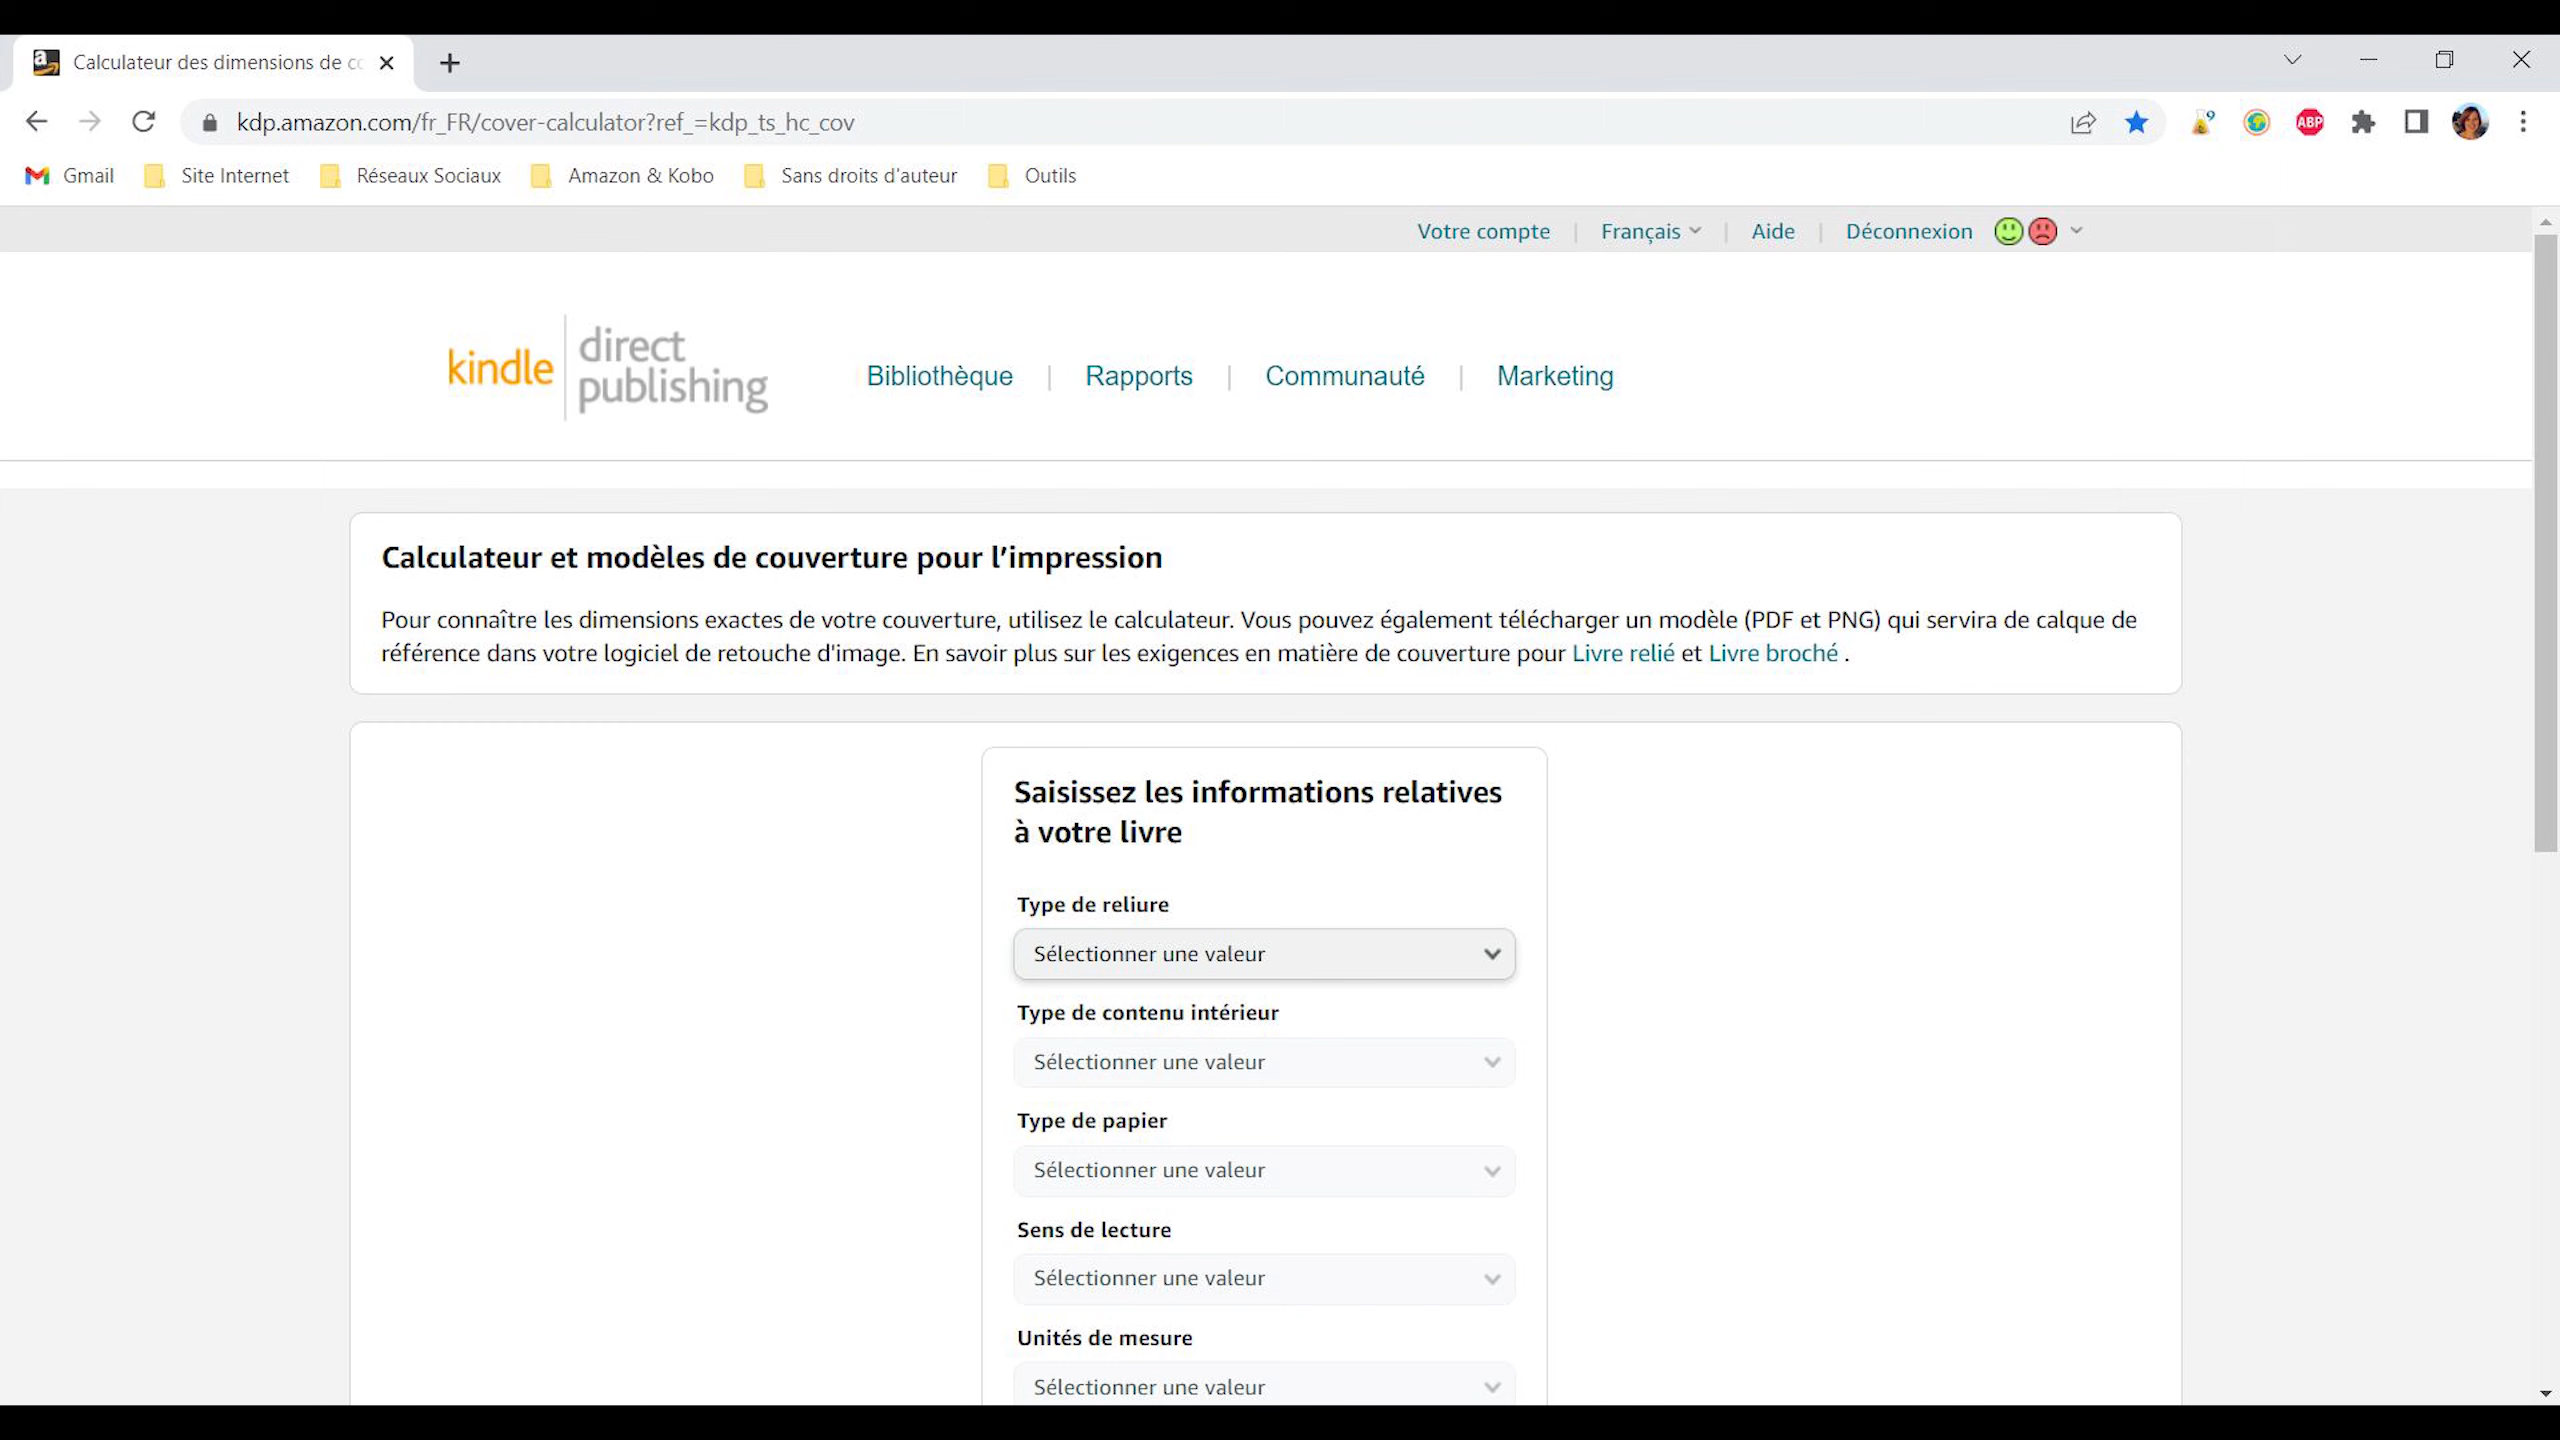 Calculateur des dimensions de co
kdp.amazon.com/fr_FR/cover-calculator?ref_=kdp_ts_hc_cov
ABP
Gmail
Site Internet
Réseaux Sociaux
Amazon & Kobo
Sans droits d'auteur
Outils
Votre compte
Français
Aide
Déconnexion
kindle direct publishing
Bibliothèque
Rapports
Communauté
Marketing
Calculateur et modèles de couverture pour l'impression
Pour connaître les dimensions exactes de votre couverture, utilisez le calculateur. Vous pouvez également télécharger un modèle (PDF et PNG) qui servira de calque de
référence dans votre logiciel de retouche d'image. En savoir plus sur les exigences en matière de couverture pour Livre relié et Livre broché .
Saisissez les informations relatives
à votre livre
Type de reliure
Sélectionner une valeur
Type de contenu intérieur
Sélectionner une valeur
Type de papier
Sélectionner une valeur
Sens de lecture
Sélectionner une valeur
Unités de mesure
Sélectionner une valeur